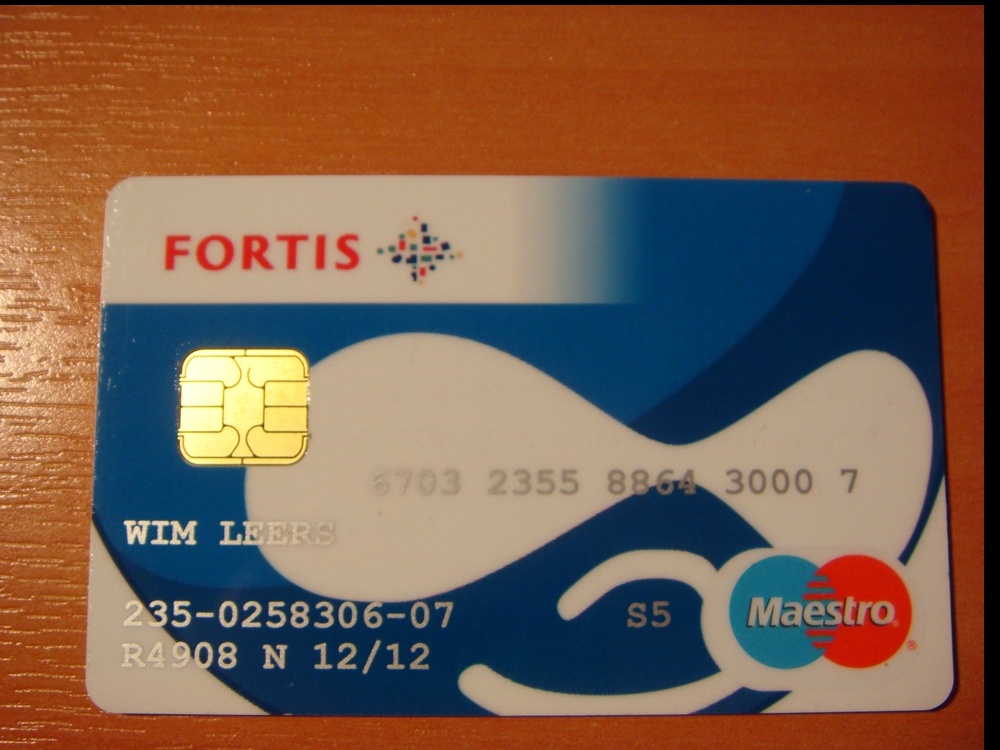 FORTIS
6703 2355 8864 3000 7
WIM LEERS
235-0258306-07
S5
R4908 N 12/12
Maestro